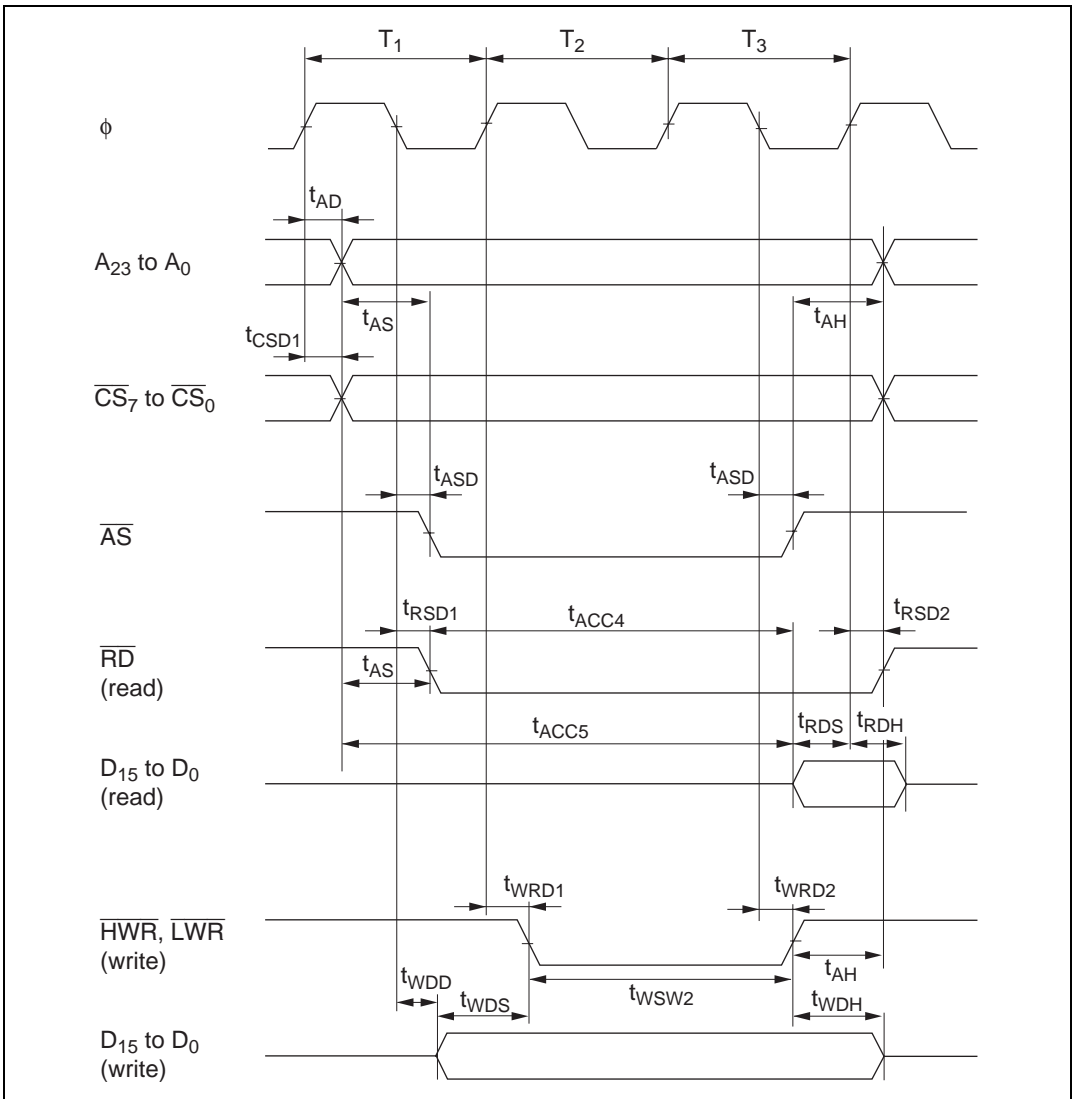 T1 T2 T3
ϕ
tAD
A23 to A0
tAS tAH
tCSD1
CS7 to CS0
tASD tASD
AS
tRSD1 tACC4 tRSD2
RD
tAS
(read)
tACC5 tRDS tRDH
D15 to D0
(read)
tWRD1 tWRD2
HWR, LWR
(write)
tAH
tWDD tWDS tWSW2 tWDH
D15 to D0
(write)